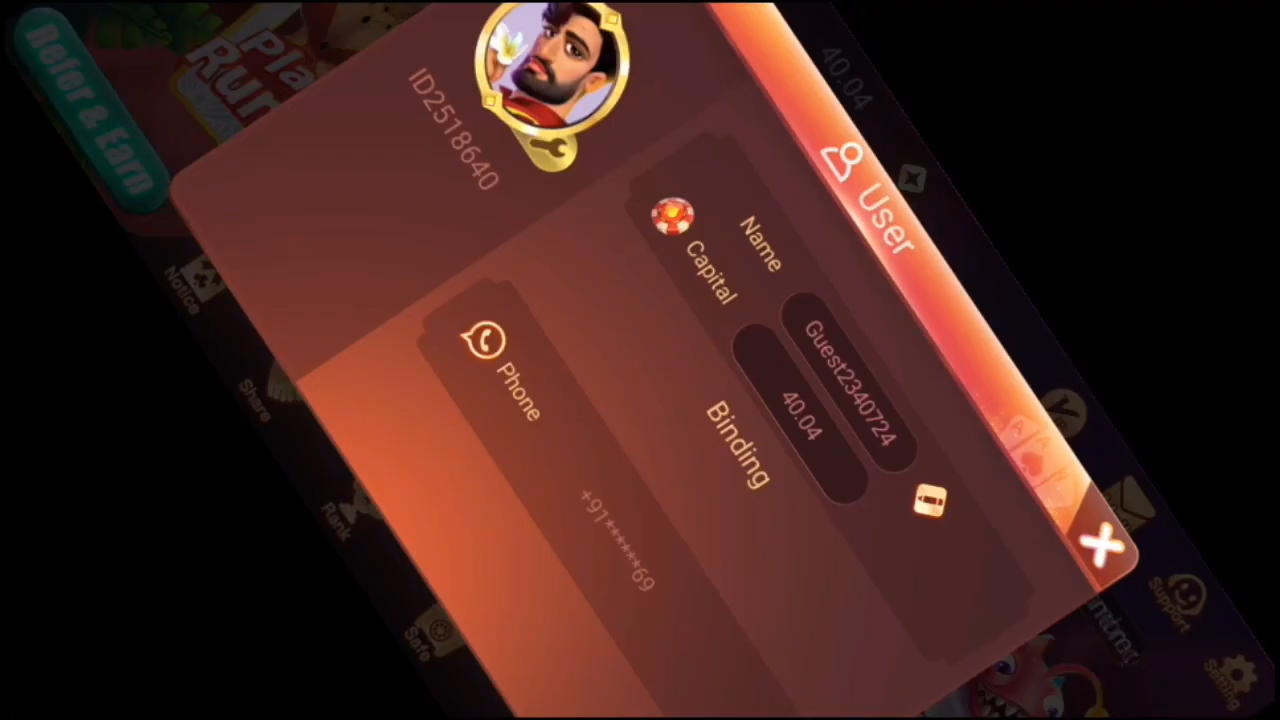 User
Name
Guest2340724
Capital
40.04
Binding
Phone
+91******69
ID2518640
40.04
Refer & Earn
Notice
Share
Rank
Safe
Support
Setting